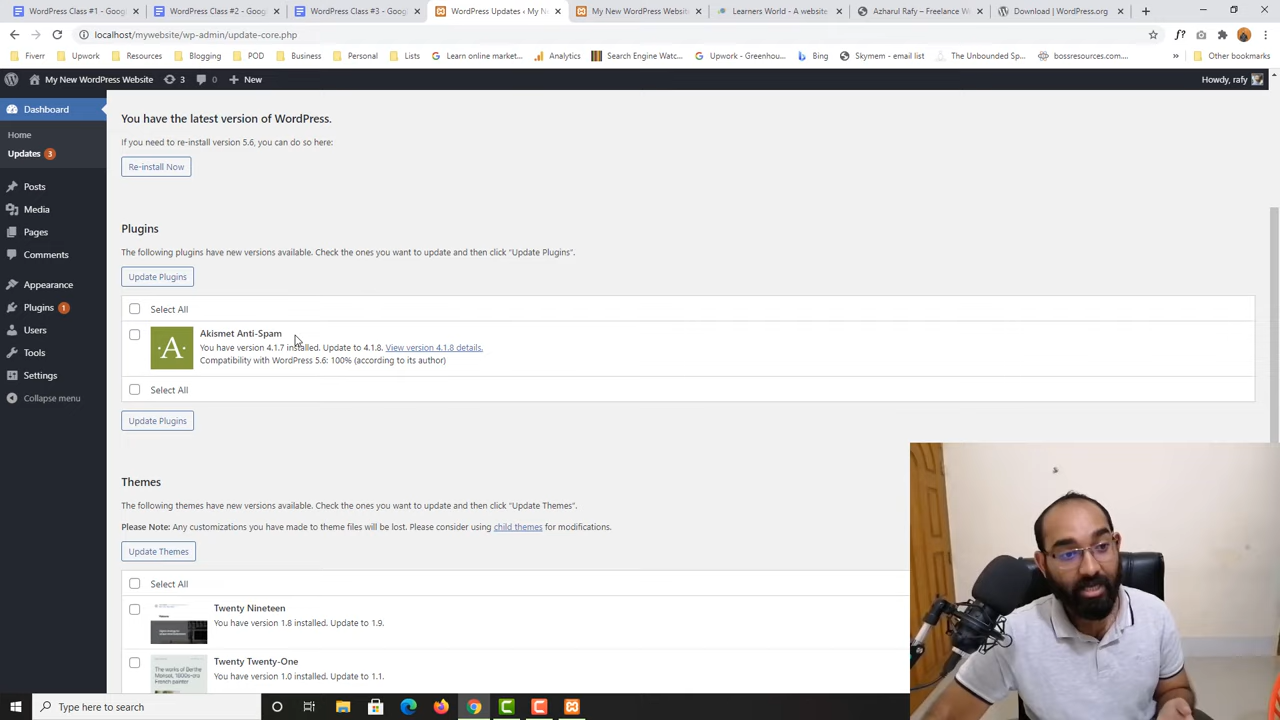 WordPress Class #1 - Googl
WordPress Class #2 - Googl
WordPress Class #3 - Googl
WordPress Updates ‹ My N
My New WordPress Website
Learners World - A website
Azharul Rafy – Freelance W
Download | WordPress.org
localhost/mywebsite/wp-admin/update-core.php
Fiverr
Upwork
Resources
Blogging
POD
Business
Personal
Lists
Learn online market...
Analytics
Search Engine Watc...
Upwork - Greenhou...
Bing
Skymem - email list
The Unbounded Sp...
bossresources.com...
Other bookmarks
My New WordPress Website
3
0
New
Howdy, rafy
Dashboard
Home
Updates 3
Posts
Media
Pages
Comments
Appearance
Plugins 1
Users
Tools
Settings
Collapse menu
You have the latest version of WordPress.
If you need to re-install version 5.6, you can do so here:
Re-install Now
Plugins
The following plugins have new versions available. Check the ones you want to update and then click "Update Plugins".
Update Plugins
Select All
A
Akismet Anti-Spam
You have version 4.1.7 installed. Update to 4.1.8. View version 4.1.8 details.
Compatibility with WordPress 5.6: 100% (according to its author)
Select All
Update Plugins
Themes
The following themes have new versions available. Check the ones you want to update and then click "Update Themes".
Please Note: Any customizations you have made to theme files will be lost. Please consider using child themes for modifications.
Update Themes
Select All
Twenty Nineteen
You have version 1.8 installed. Update to 1.9.
Twenty Twenty-One
You have version 1.0 installed. Update to 1.1.
Type here to search